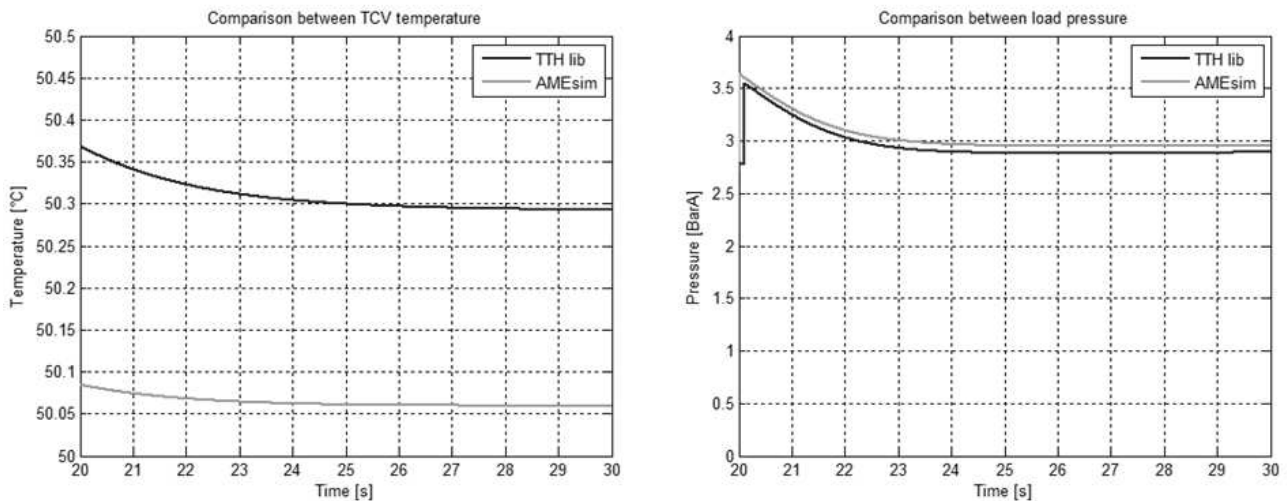 Comparison between TCV temperature
50.5
50.45
50.4
50.35
50.3
50.25
50.2
50.15
50.1
50.05
50
Temperature [°C]
TTH lib
AMEsim
20 21 22 23 24 25 26 27 28 29 30
Time [s]
Comparison between load pressure
4
3.5
3
2.5
2
1.5
1
0.5
0
Pressure [BarA]
TTH lib
AMEsim
20 21 22 23 24 25 26 27 28 29 30
Time [s]